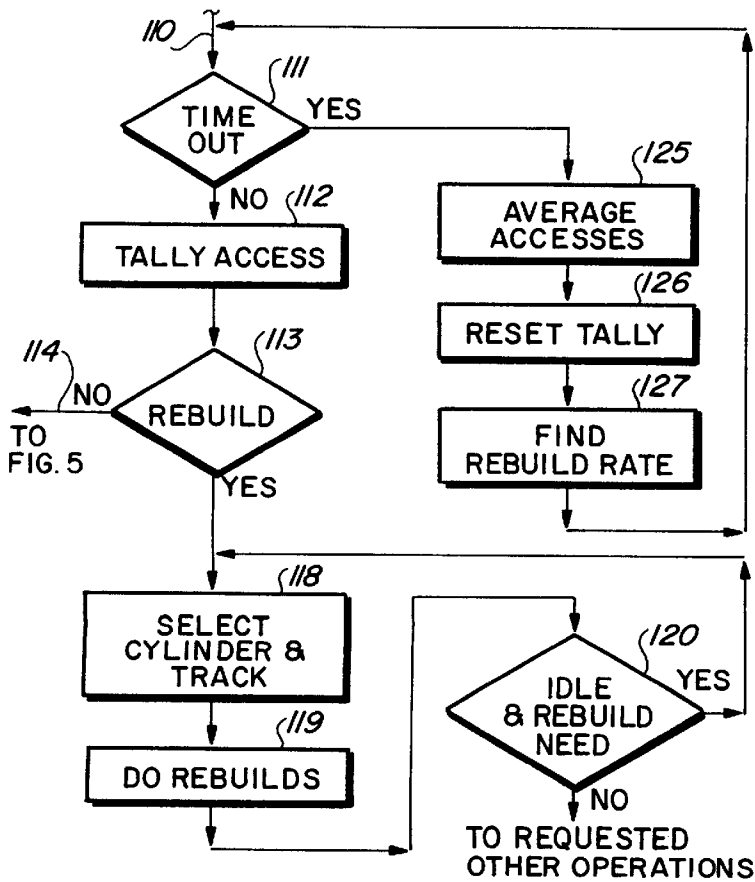 110
111
TIME
OUT
YES
NO
112
TALLY ACCESS
113
REBUILD
114
NO
TO
FIG. 5
YES
125
AVERAGE
ACCESSES
126
RESET TALLY
127
FIND
REBUILD RATE
118
SELECT
CYLINDER &
TRACK
119
DO REBUILDS
120
IDLE
& REBUILD
NEED
YES
NO
TO REQUESTED
OTHER OPERATIONS